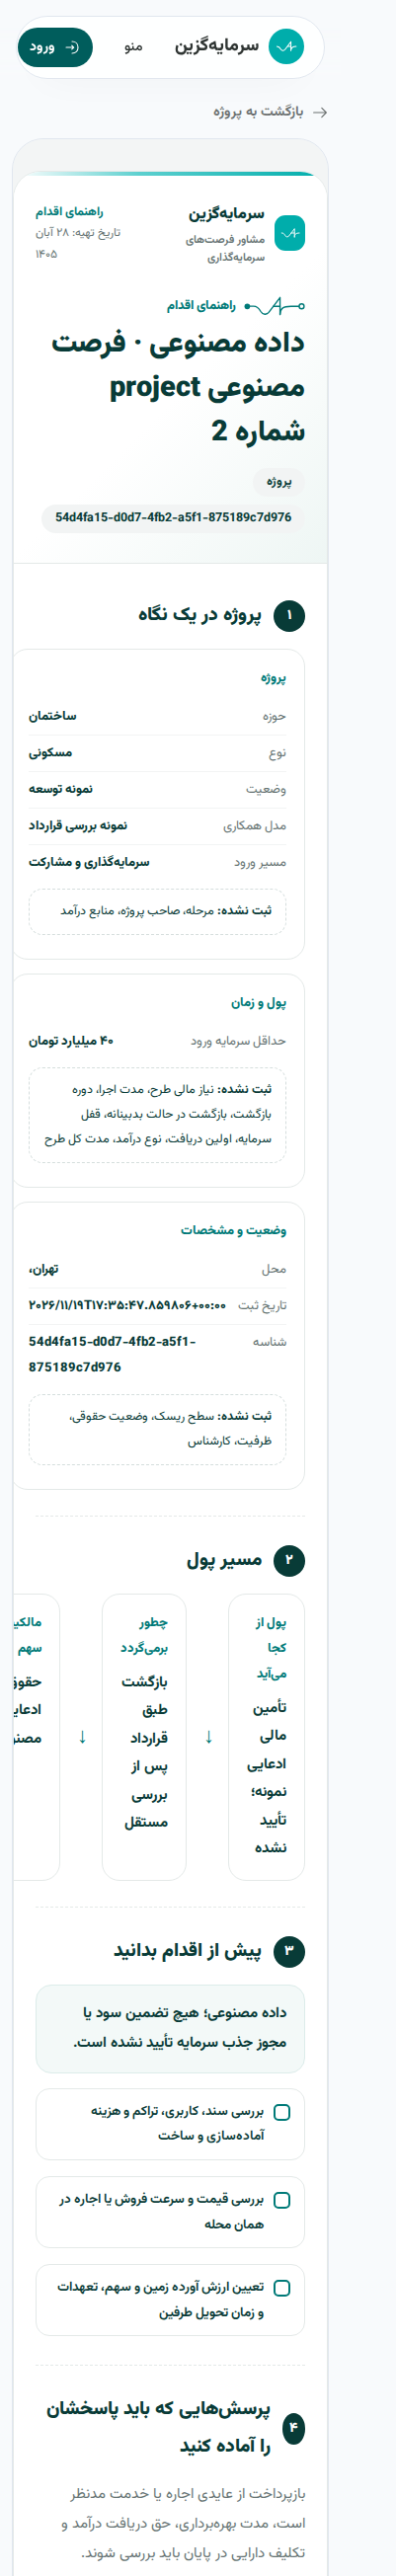 سرمایه‌گزین
منو
ورود
بازگشت به پروژه
سرمایه‌گزین
مشاور فرصت‌های
سرمایه‌گذاری
راهنمای اقدام
تاریخ تهیه: ۲۸ آبان
۱۴۰۵
راهنمای اقدام
داده مصنوعی · فرصت
مصنوعی project
شماره 2
پروژه
54d4fa15-d0d7-4fb2-a5f1-875189c7d976
۱ پروژه در یک نگاه
پروژه
حوزه ساختمان
نوع مسکونی
وضعیت نمونه توسعه
مدل همکاری نمونه بررسی قرارداد
مسیر ورود سرمایه‌گذاری و مشارکت
ثبت نشده: مرحله، صاحب پروژه، منابع درآمد
پول و زمان
حداقل سرمایه ورود ۴۰ میلیارد تومان
ثبت نشده: نیاز مالی طرح، مدت اجرا، دوره
بازگشت، بازگشت در حالت بدبینانه، قفل
سرمایه، اولین دریافت، نوع درآمد، مدت کل طرح
وضعیت و مشخصات
محل تهران،
تاریخ ثبت ۲۰۲۶/۱۱/۱۹T۱۷:۳۵:۴۷.۸۵۹۸۰۶+۰۰:۰۰
شناسه 54d4fa15-d0d7-4fb2-a5f1-
875189c7d976
ثبت نشده: سطح ریسک، وضعیت حقوقی،
ظرفیت، کارشناس
۲ مسیر پول
پول از
کجا
می‌آید
تأمین
مالی
ادعایی
نمونه؛
تأیید
نشده
↓
چطور
برمی‌گردد
بازگشت
طبق
قرارداد
پس از
بررسی
مستقل
↓
سهم
۳ پیش از اقدام بدانید
داده مصنوعی؛ هیچ تضمین سود یا
مجوز جذب سرمایه تأیید نشده است.
بررسی سند، کاربری، تراکم و هزینه
آماده‌سازی و ساخت
بررسی قیمت و سرعت فروش یا اجاره در
همان محله
تعیین ارزش آورده زمین و سهم، تعهدات
و زمان تحویل طرفین
۴ پرسش‌هایی که باید پاسخشان
را آماده کنید
بازپرداخت از عایدی اجاره یا خدمت مدنظر
است، مدت بهره‌برداری، حق دریافت درآمد و
تکلیف دارایی در پایان باید بررسی شوند.